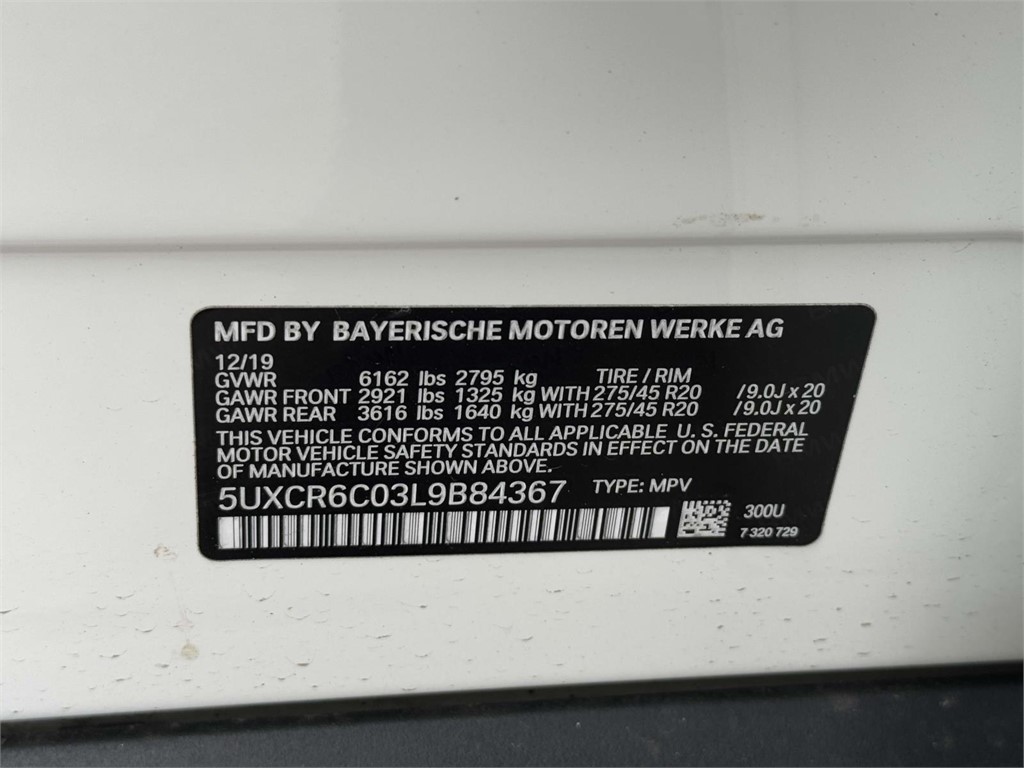 MFD BY BAYERISCHE MOTOREN WERKE AG
12/19
GVWR 6162 lbs 2795 kg TIRE / RIM
GAWR FRONT 2921 lbs 1325 kg WITH 275/45 R20 /9.0J x 20
GAWR REAR 3616 lbs 1640 kg WITH 275/45 R20 /9.0J x 20
THIS VEHICLE CONFORMS TO ALL APPLICABLE U. S. FEDERAL
MOTOR VEHICLE SAFETY STANDARDS IN EFFECT ON THE DATE
OF MANUFACTURE SHOWN ABOVE.
5UXCR6C03L9B84367 TYPE: MPV
300U
7 320 729